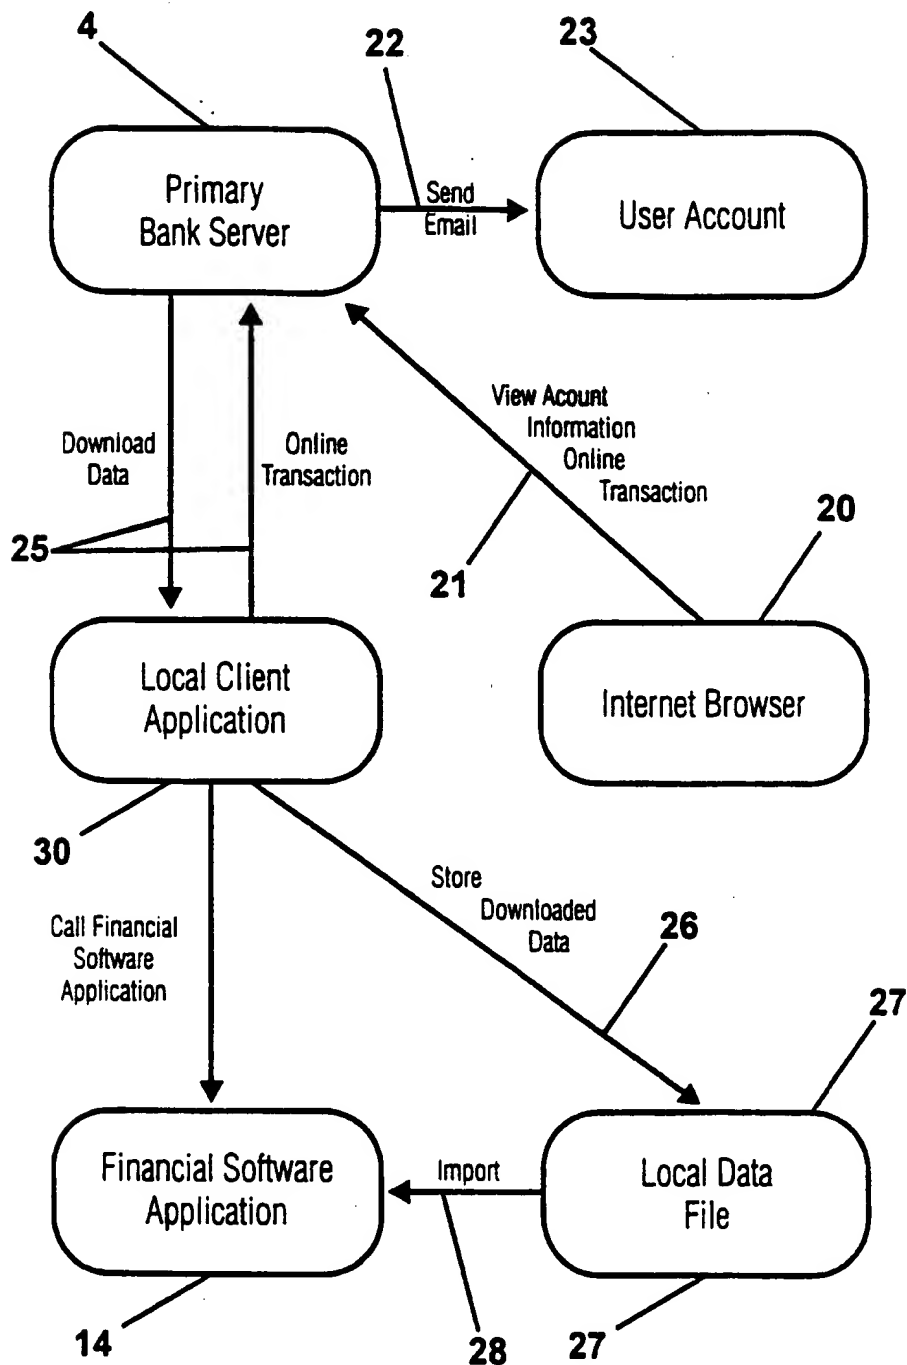 4
22
23
Primary
Bank Server
Send
Email
User Account
View Acount
Information
Online
Transaction
Download
Data
Online
Transaction
25
21
20
Local Client
Application
Internet Browser
30
Store
Downloaded
Data
Call Financial
Software
Application
26
27
Financial Software
Application
Import
Local Data
File
14
28
27